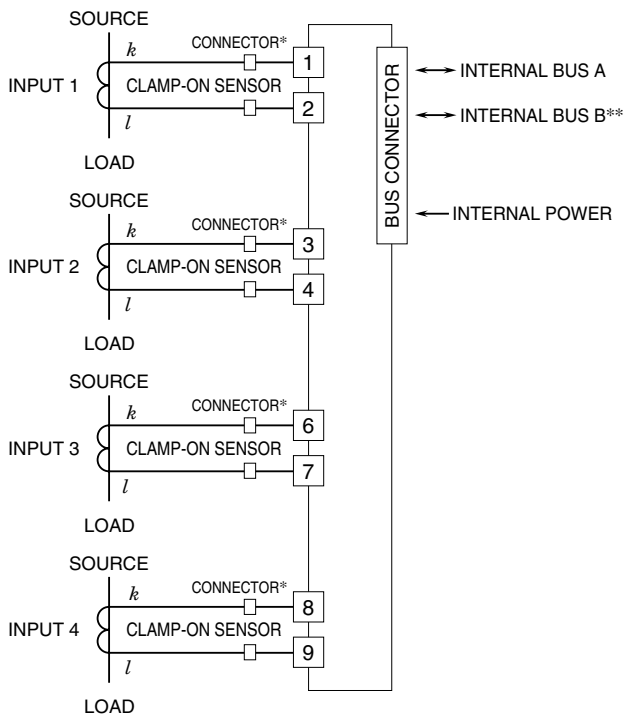 SOURCE
k
CONNECTOR*
1
INPUT 1
CLAMP-ON SENSOR
2
l
LOAD
SOURCE
k
CONNECTOR*
3
INPUT 2
CLAMP-ON SENSOR
4
l
LOAD
SOURCE
k
CONNECTOR*
6
INPUT 3
CLAMP-ON SENSOR
7
l
LOAD
SOURCE
k
CONNECTOR*
8
INPUT 4
CLAMP-ON SENSOR
9
l
LOAD
BUS CONNECTOR
INTERNAL BUS A
INTERNAL BUS B**
INTERNAL POWER